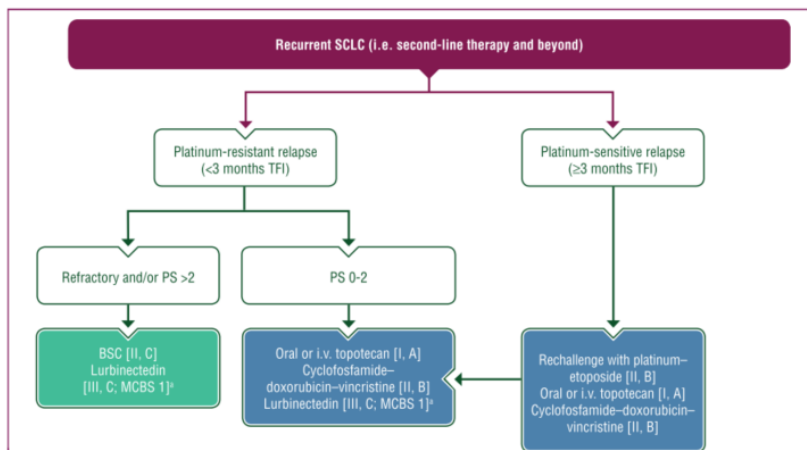 Recurrent SCLC (i.e. second-line therapy and beyond)
Platinum-resistant relapse
(<3 months TFI)
Platinum-sensitive relapse
(≥3 months TFI)
Refractory and/or PS >2
PS 0-2
BSC [II, C]
Lurbinectedin
[III, C; MCBS 1]ᵃ
Oral or i.v. topotecan [I, A]
Cyclofosfamide–
doxorubicin–vincristine [II, B]
Lurbinectedin [III, C; MCBS 1]ᵃ
Rechallenge with platinum–
etoposide [II, B]
Oral or i.v. topotecan [I, A]
Cyclofosfamide–doxorubicin–
vincristine [II, B]